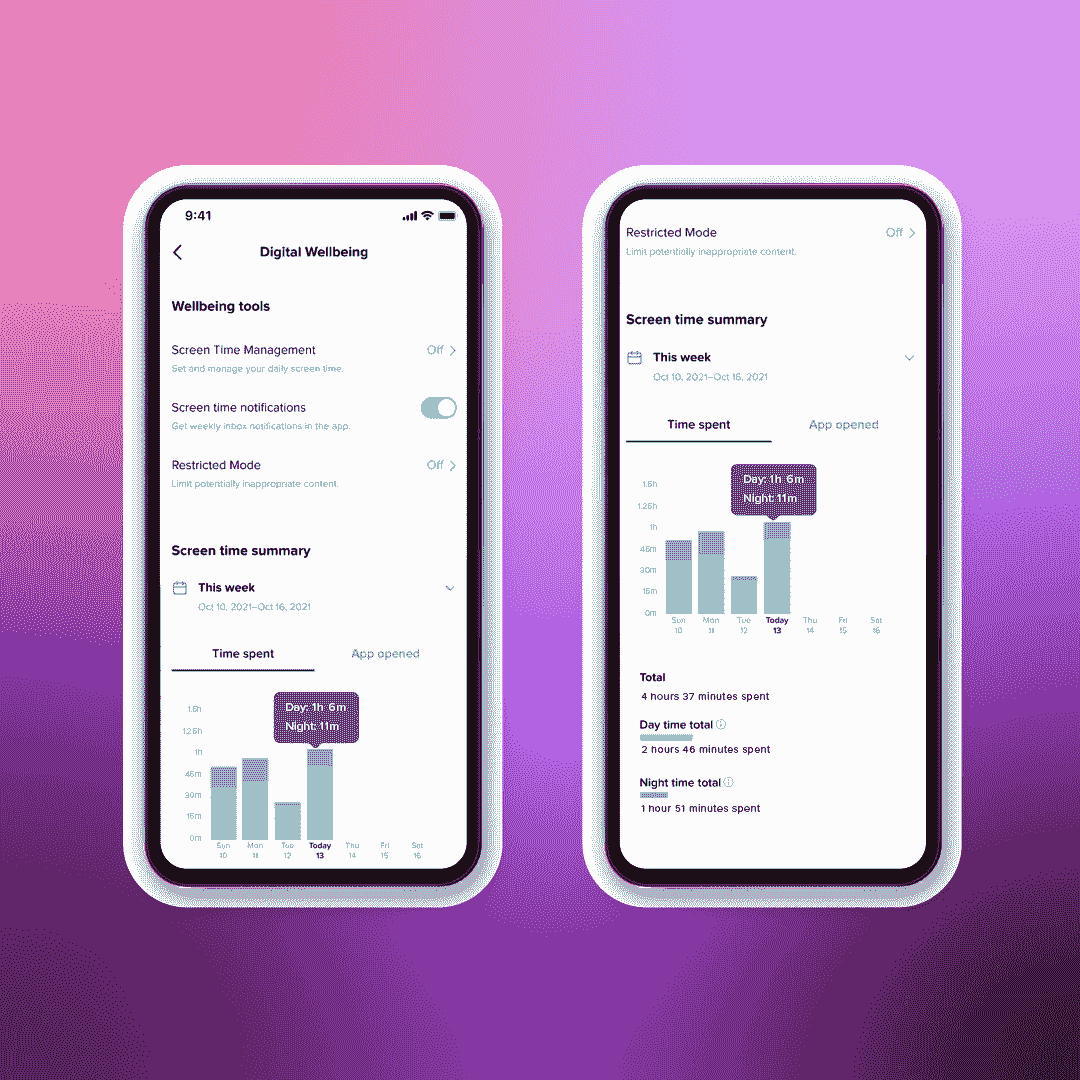 9:41
Digital Wellbeing
Wellbeing tools
Screen Time Management Off
Set and manage your daily screen time.
Screen time notifications
Get weekly inbox notifications in the app.
Restricted Mode Off
Limit potentially inappropriate content.
Screen time summary
This week
Oct 10, 2021–Oct 16, 2021
Time spent App opened
Day: 1h 6m
Night: 11m
1.5h
1.25h
1h
45m
30m
15m
0m
Sun Mon Tue Today Thu Fri Sat
10 11 12 13 14 15 16
Restricted Mode Off
Limit potentially inappropriate content.
Screen time summary
This week
Oct 10, 2021–Oct 16, 2021
Time spent App opened
Day: 1h 6m
Night: 11m
1.5h
1.25h
1h
45m
30m
15m
0m
Sun Mon Tue Today Thu Fri Sat
10 11 12 13 14 15 16
Total
4 hours 37 minutes spent
Day time total
2 hours 46 minutes spent
Night time total
1 hour 51 minutes spent